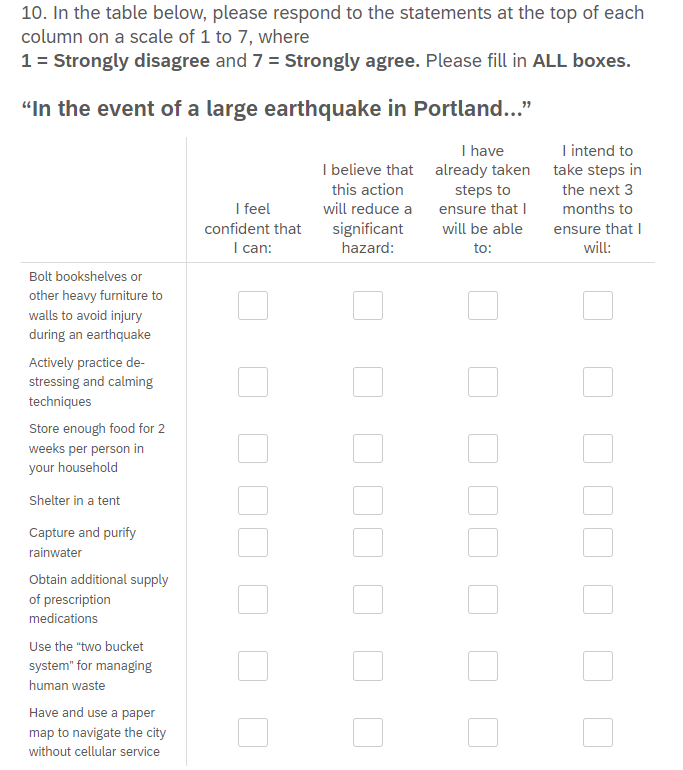 10. In the table below, please respond to the statements at the top of each
column on a scale of 1 to 7, where
1 = Strongly disagree and 7 = Strongly agree. Please fill in ALL boxes.
“In the event of a large earthquake in Portland...”
I feel
confident that
I can:
I believe that
this action
will reduce a
significant
hazard:
I have
already taken
steps to
ensure that I
will be able
to:
I intend to
take steps in
the next 3
months to
ensure that I
will:
Bolt bookshelves or
other heavy furniture to
walls to avoid injury
during an earthquake
Actively practice de-
stressing and calming
techniques
Store enough food for 2
weeks per person in
your household
Shelter in a tent
Capture and purify
rainwater
Obtain additional supply
of prescription
medications
Use the “two bucket
system” for managing
human waste
Have and use a paper
map to navigate the city
without cellular service